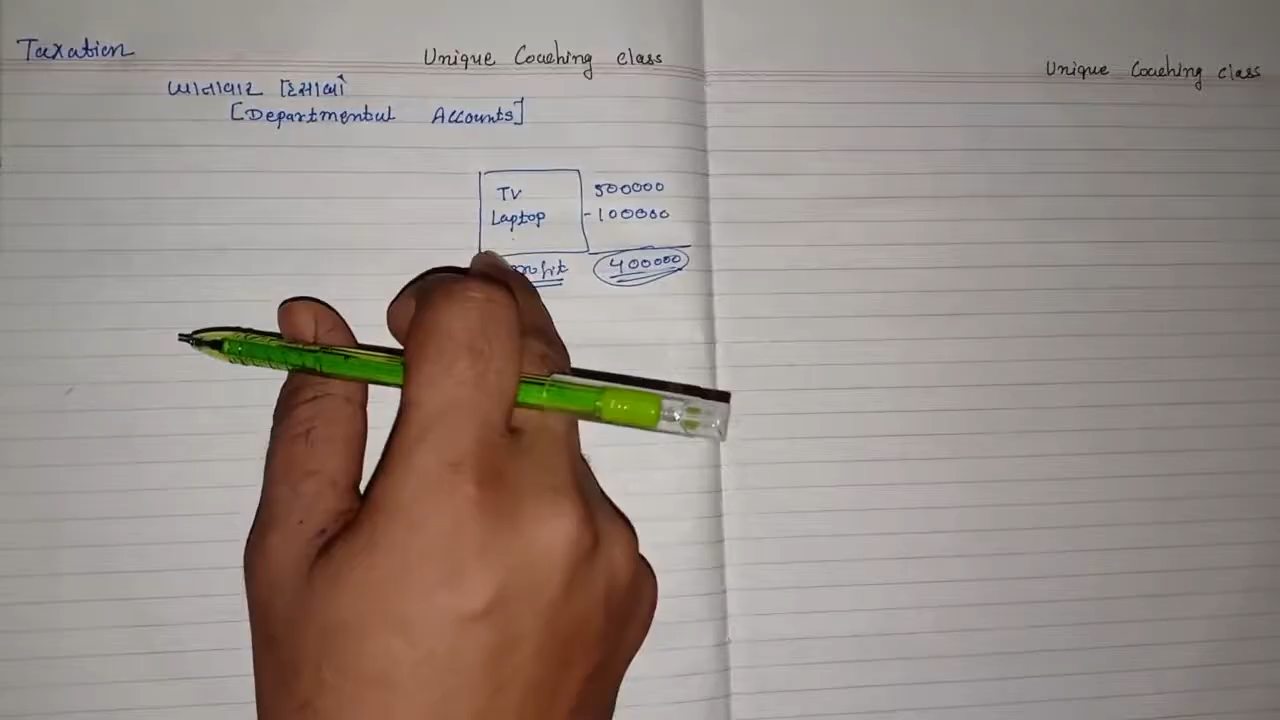 Taxation
Unique Coaching class
Unique Coaching class
ખાતાવાર હિસાબો
[Departmental Accounts]
TV 500000
Laptop -100000
400000